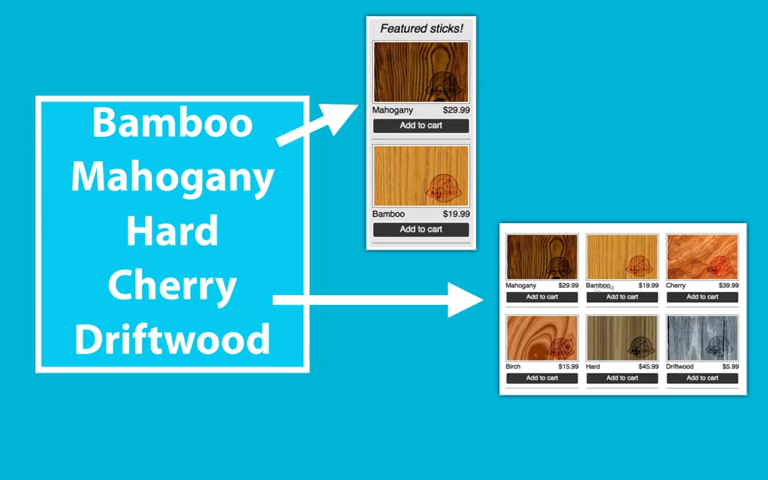 Bamboo
Mahogany
Hard
Cherry
Driftwood
Featured sticks!
Mahogany $29.99
Add to cart
Bamboo $19.99
Add to cart
Mahogany $29.99 Bamboo $19.99 Cherry $39.99
Add to cart Add to cart Add to cart
Birch $15.99 Hard $45.99 Driftwood $5.99
Add to cart Add to cart Add to cart